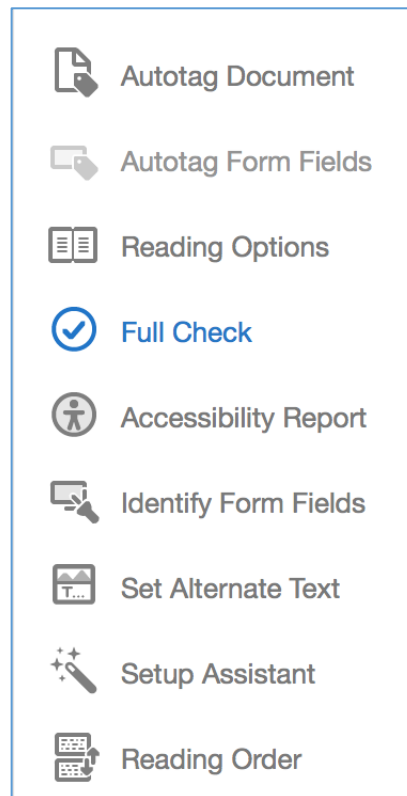 Autotag Document
Autotag Form Fields
Reading Options
Full Check
Accessibility Report
Identify Form Fields
T...
Set Alternate Text
Setup Assistant
Reading Order